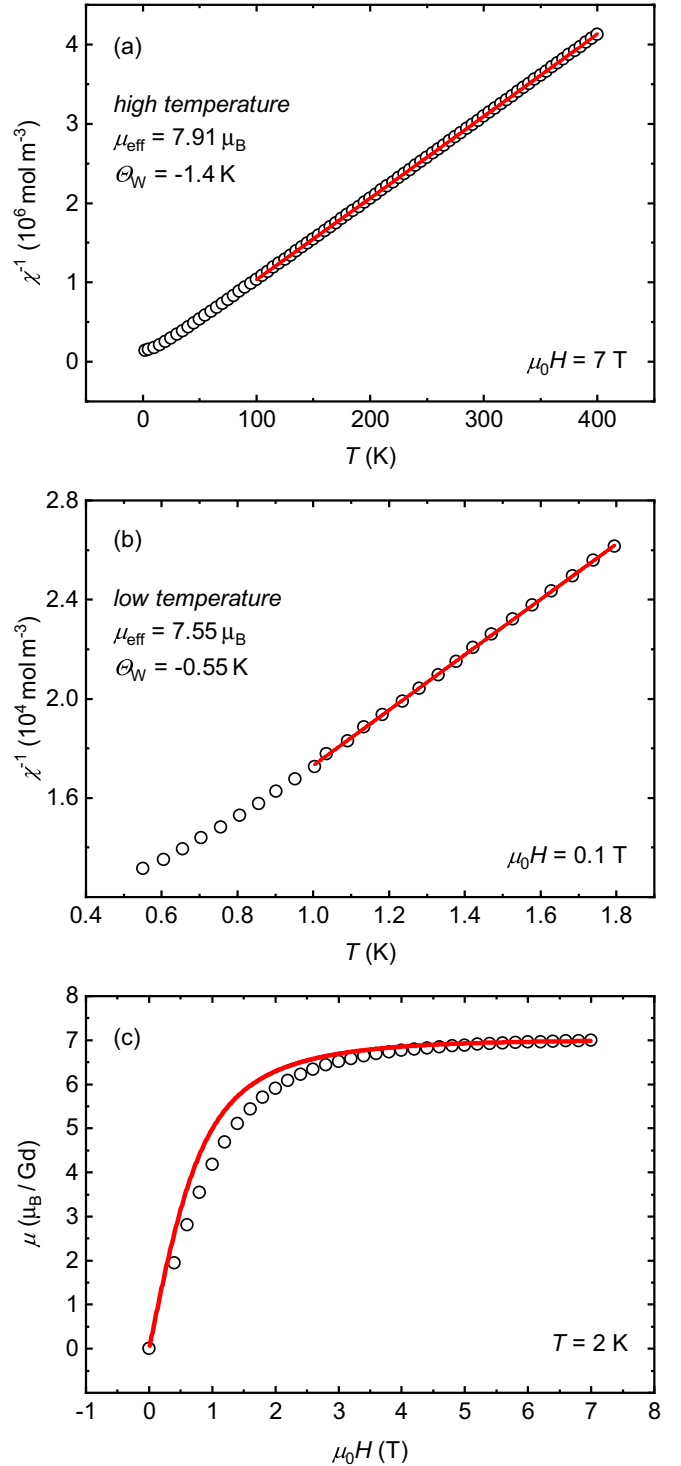 (a)
high temperature
μeff = 7.91 μB
ΘW = -1.4 K
μ0H = 7 T
χ-1 (10^6 mol m-3)
4
3
2
1
0
0 100 200 300 400
T (K)
(b)
low temperature
μeff = 7.55 μB
ΘW = -0.55 K
μ0H = 0.1 T
χ-1 (10^4 mol m-3)
2.8
2.4
2.0
1.6
0.4 0.6 0.8 1.0 1.2 1.4 1.6 1.8
T (K)
(c)
T = 2 K
μ (μB / Gd)
8
7
6
5
4
3
2
1
0
-1 0 1 2 3 4 5 6 7 8
μ0H (T)